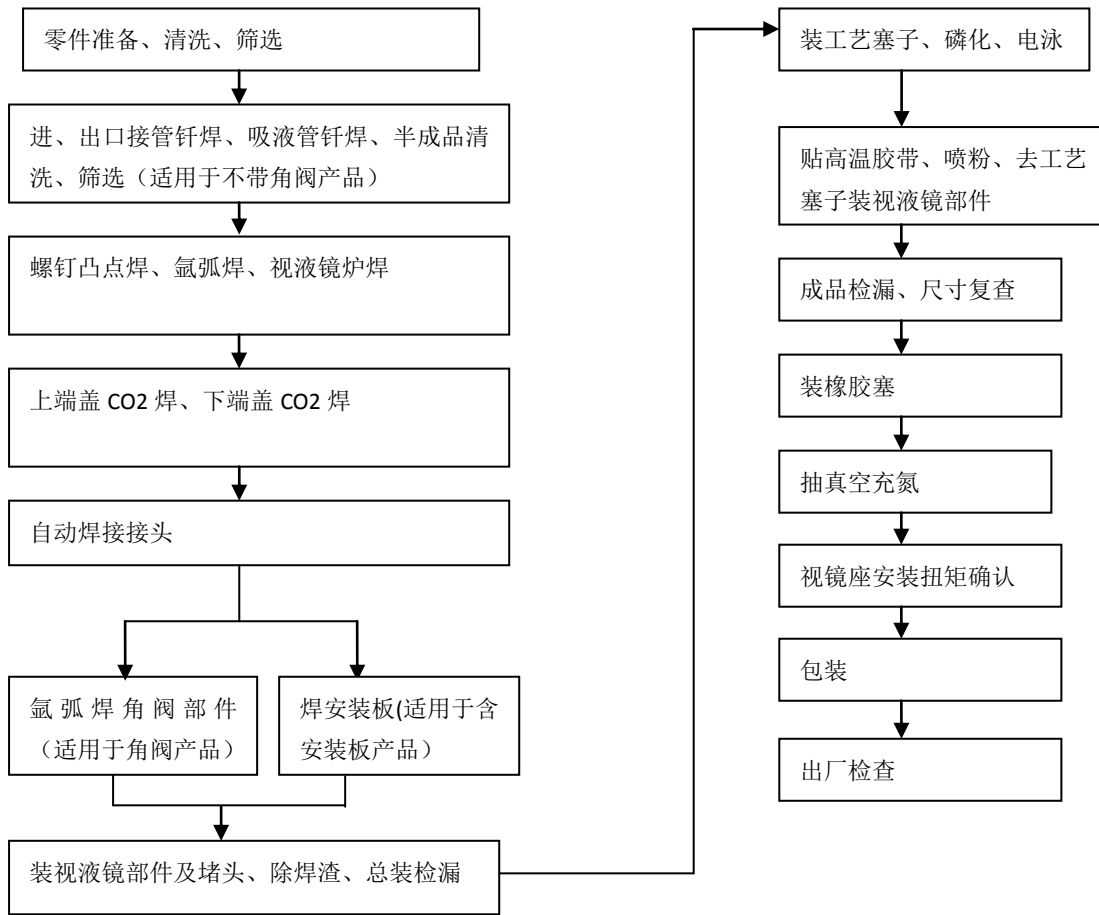 零件准备、清洗、筛选
进、出口接管钎焊、吸液管钎焊、半成品清
洗、筛选（适用于不带角阀产品）
螺钉凸点焊、氩弧焊、视液镜炉焊
上端盖 CO2 焊、下端盖 CO2 焊
自动焊接接头
氩弧焊角阀部件
（适用于角阀产品）
焊安装板(适用于含
安装板产品）
装视液镜部件及堵头、除焊渣、总装检漏
装工艺塞子、磷化、电泳
贴高温胶带、喷粉、去工艺
塞子装视液镜部件
成品检漏、尺寸复查
装橡胶塞
抽真空充氮
视镜座安装扭矩确认
包装
出厂检查